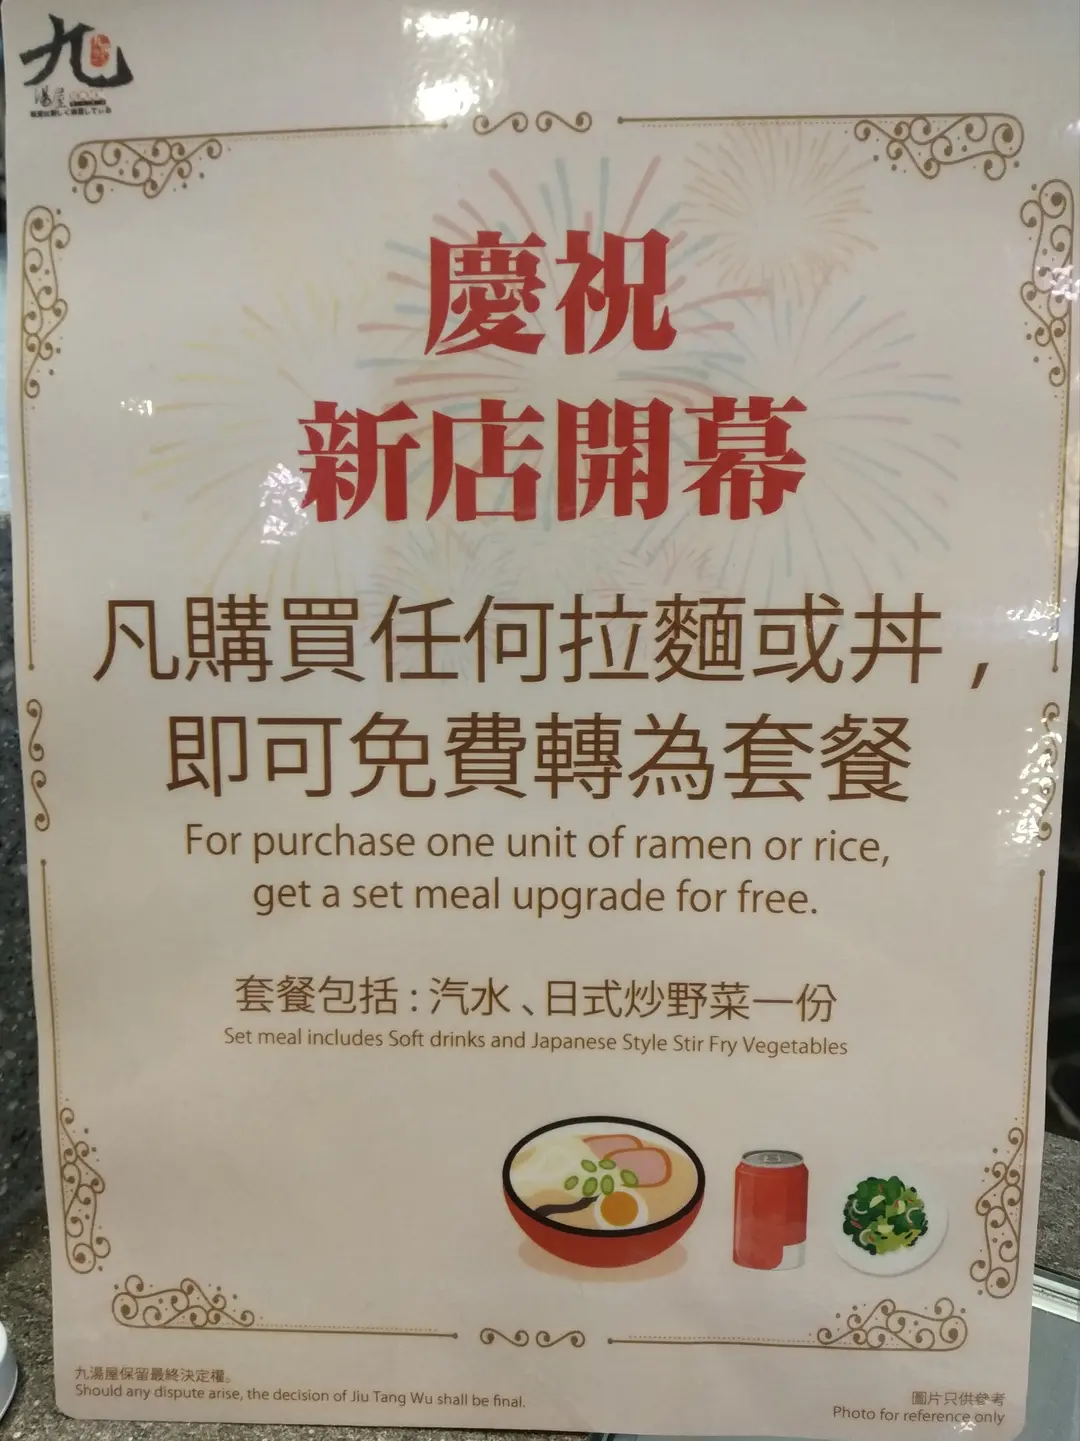 九
湯屋
慶祝
新店開幕
凡購買任何拉麵或丼,
即可免費轉為套餐
For purchase one unit of ramen or rice,
get a set meal upgrade for free.
套餐包括:汽水、日式炒野菜一份
Set meal includes Soft drinks and Japanese Style Stir Fry Vegetables
九湯屋保留最終決定權。
Should any dispute arise, the decision of Jiu Tang Wu shall be final.
圖片只供參考
Photo for reference only